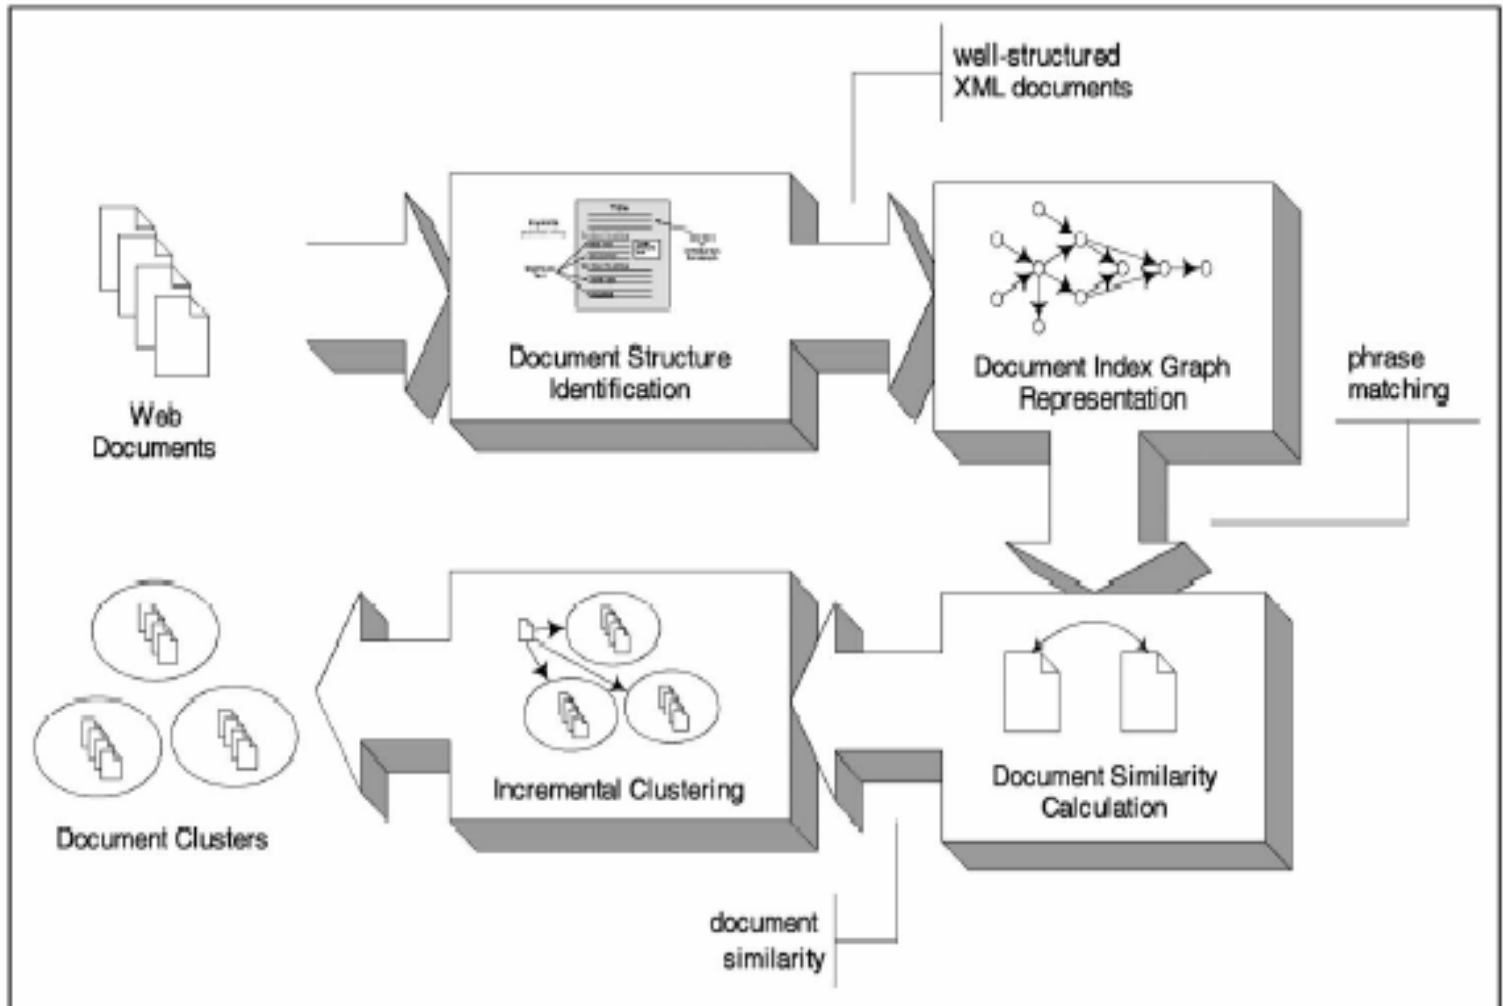 well-structured
XML documents
Title
Document Structure
Identification
Document Index Graph
Representation
phrase
matching
Web
Documents
Incremental Clustering
Document Similarity
Calculation
Document Clusters
document
similarity